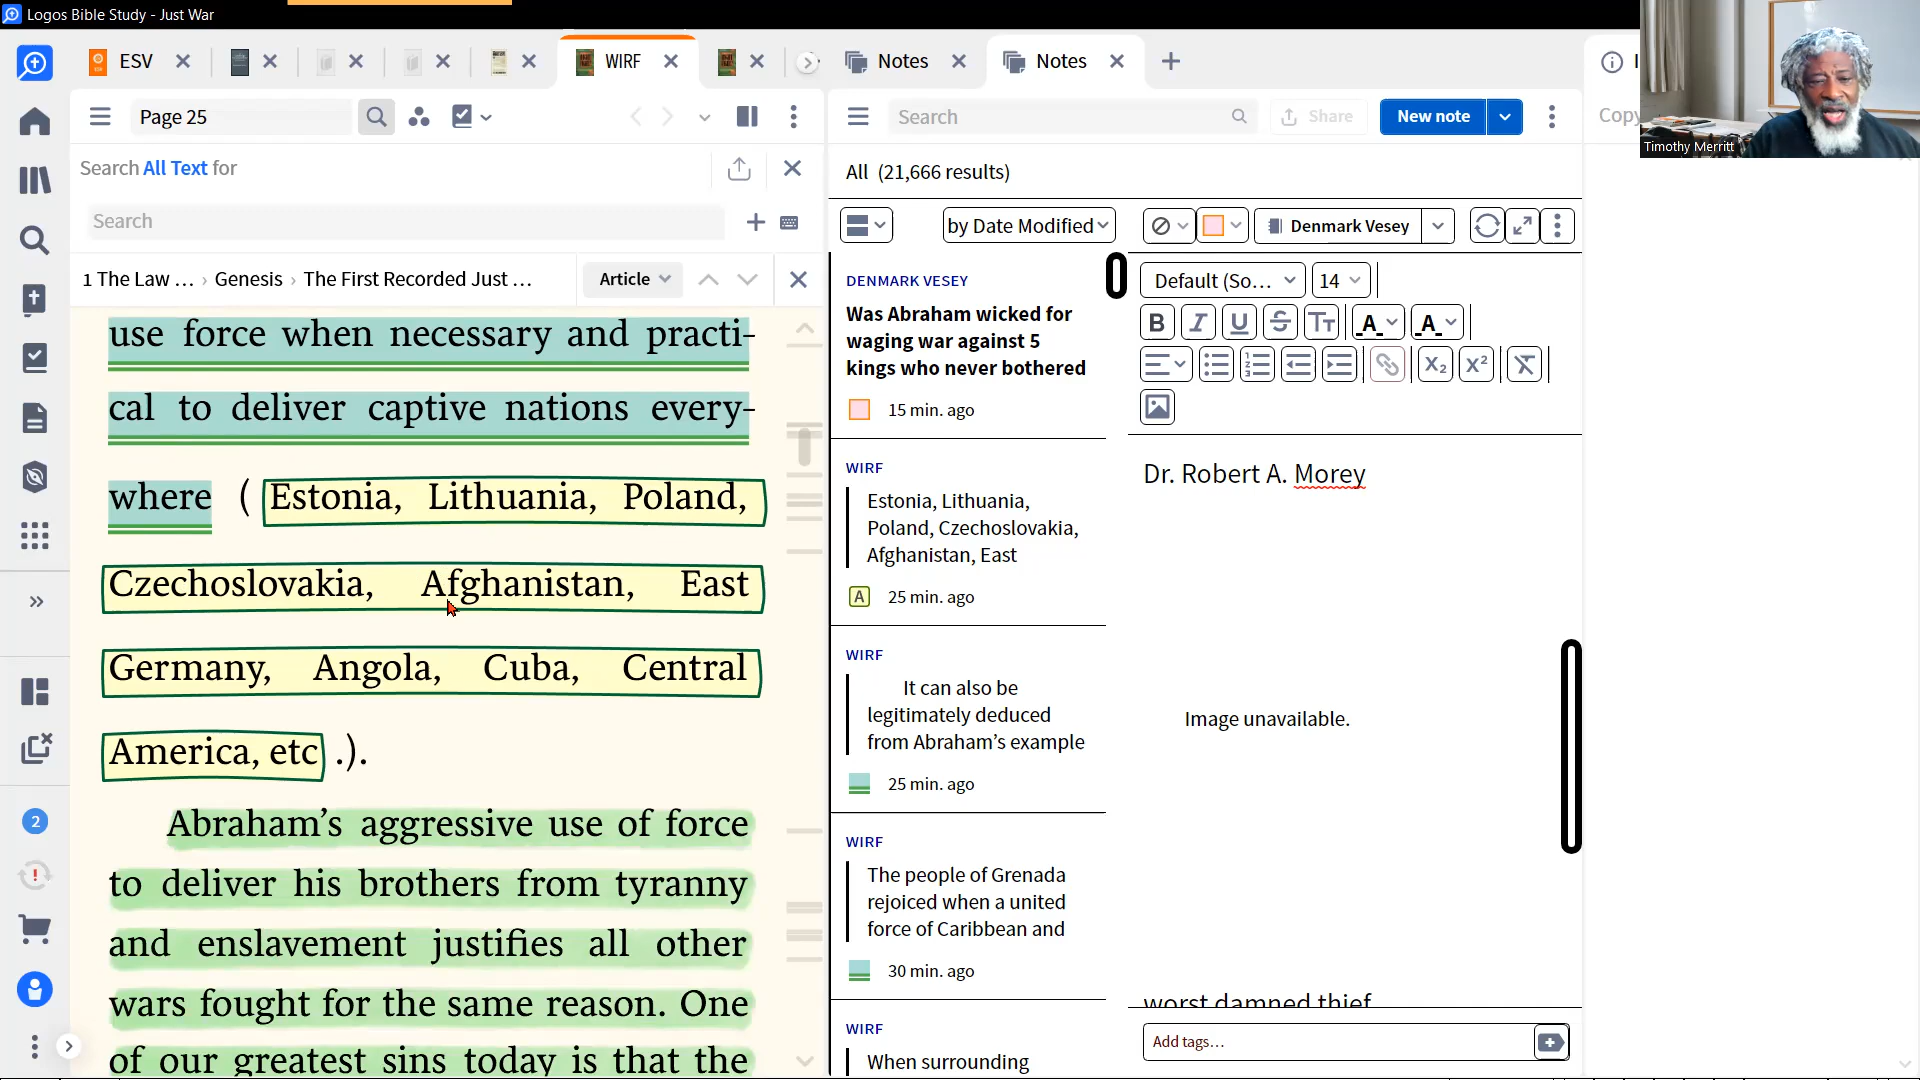 Logos Bible Study - Just War
ESV
WIRF
Notes
Notes
Page 25
Search
Share
New note
Copy
Timothy Merritt
Search All Text for
Search
All (21,666 results)
by Date Modified
Denmark Vesey
1 The Law ... › Genesis › The First Recorded Just ...
Article
Default (So...
14
use force when necessary and practi-
cal to deliver captive nations every-
where ( Estonia, Lithuania, Poland,
Czechoslovakia, Afghanistan, East
Germany, Angola, Cuba, Central
America, etc .).
Abraham’s aggressive use of force
to deliver his brothers from tyranny
and enslavement justifies all other
wars fought for the same reason. One
of our greatest sins today is that the
DENMARK VESEY
Was Abraham wicked for
waging war against 5
kings who never bothered
15 min. ago
WIRF
Estonia, Lithuania,
Poland, Czechoslovakia,
Afghanistan, East
A
25 min. ago
WIRF
It can also be
legitimately deduced
from Abraham’s example
25 min. ago
WIRF
The people of Grenada
rejoiced when a united
force of Caribbean and
30 min. ago
WIRF
When surrounding
Dr. Robert A. Morey
Image unavailable.
worst damned thief
Add tags...
2